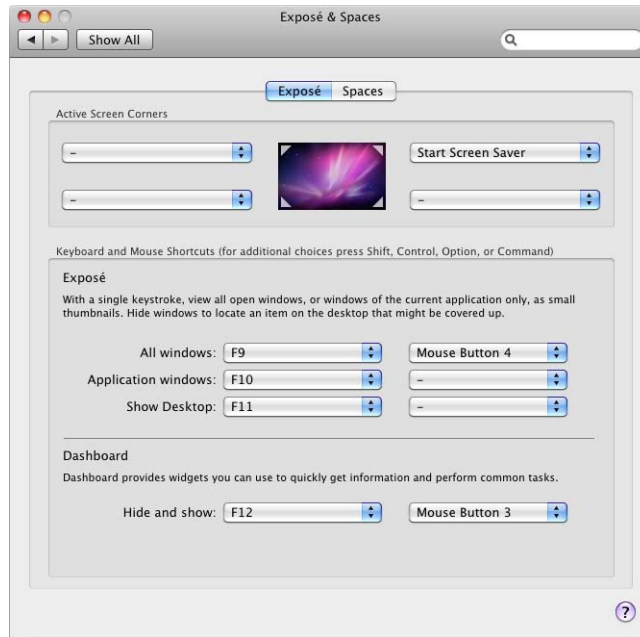 Exposé & Spaces
Show All
Exposé Spaces
Active Screen Corners
– Start Screen Saver
– –
Keyboard and Mouse Shortcuts (for additional choices press Shift, Control, Option, or Command)
Exposé
With a single keystroke, view all open windows, or windows of the current application only, as small
thumbnails. Hide windows to locate an item on the desktop that might be covered up.
All windows: F9 Mouse Button 4
Application windows: F10 –
Show Desktop: F11 –
Dashboard
Dashboard provides widgets you can use to quickly get information and perform common tasks.
Hide and show: F12 Mouse Button 3
?